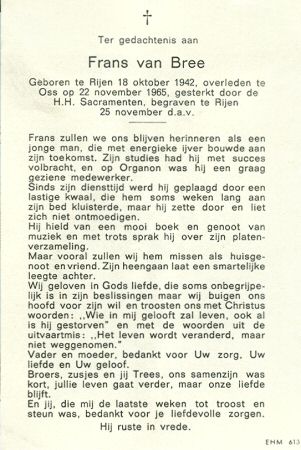 Ter gedachtenis aan
Frans van Bree
Geboren te Rijen 18 oktober 1942, overleden te
Oss op 22 november 1965, gesterkt door de
H.H. Sacramenten, begraven te Rijen
25 november d.a.v.
Frans zullen we ons blijven herinneren als een
jonge man, die met energieke ijver bouwde aan
zijn toekomst. Zijn studies had hij met succes
volbracht, en op Organon was hij een graag
geziene medewerker.
Sinds zijn diensttijd werd hij geplaagd door een
lastige kwaal, die hem soms weken lang aan
zijn bed kluisterde, maar hij zette door en liet
zich niet ontmoedigen.
Hij hield van een mooi boek en genoot van
muziek en met trots sprak hij over zijn platen-
verzameling.
Maar vooral zullen wij hem missen als huisge-
noot en vriend. Zijn heengaan laat een smartelijke
leegte achter.
Wij geloven in Gods liefde, die soms onbegrijpe-
lijk is in zijn beslissingen maar wij buigen ons
hoofd voor zijn wil en troosten ons met Christus
woorden: ,,Wie in mij gelooft zal leven, ook al
is hij gestorven" en met de woorden uit de
uitvaartmis: ,,Het leven wordt veranderd, maar
niet weggenomen."
Vader en moeder, bedankt voor Uw zorg, Uw
liefde en Uw geloof.
Broers, zusjes en jij Trees, ons samenzijn was
kort, jullie leven gaat verder, maar onze liefde
blijft.
En jij, die mij de laatste weken tot troost en
steun was, bedankt voor je liefdevolle zorgen.
Hij ruste in vrede.
EHM 613